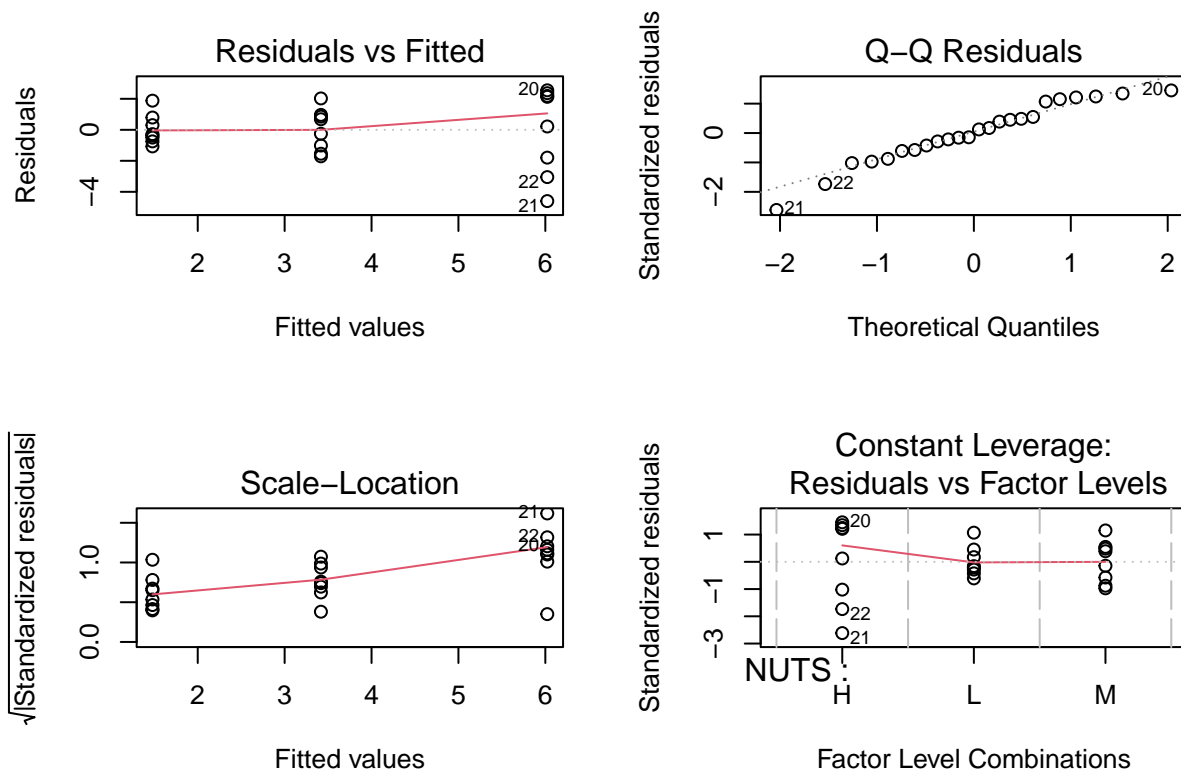 Residuals vs Fitted
Residuals
0
−4
20
22
21
2 3 4 5 6
Fitted values
Q−Q Residuals
Standardized residuals
0
−2
20
22
21
−2 −1 0 1 2
Theoretical Quantiles
Scale−Location
√|Standardized residuals|
1.0
0.0
21
22
20
2 3 4 5 6
Fitted values
Constant Leverage:
Residuals vs Factor Levels
Standardized residuals
1
−1
−3
20
22
21
NUTS :
H L M
Factor Level Combinations